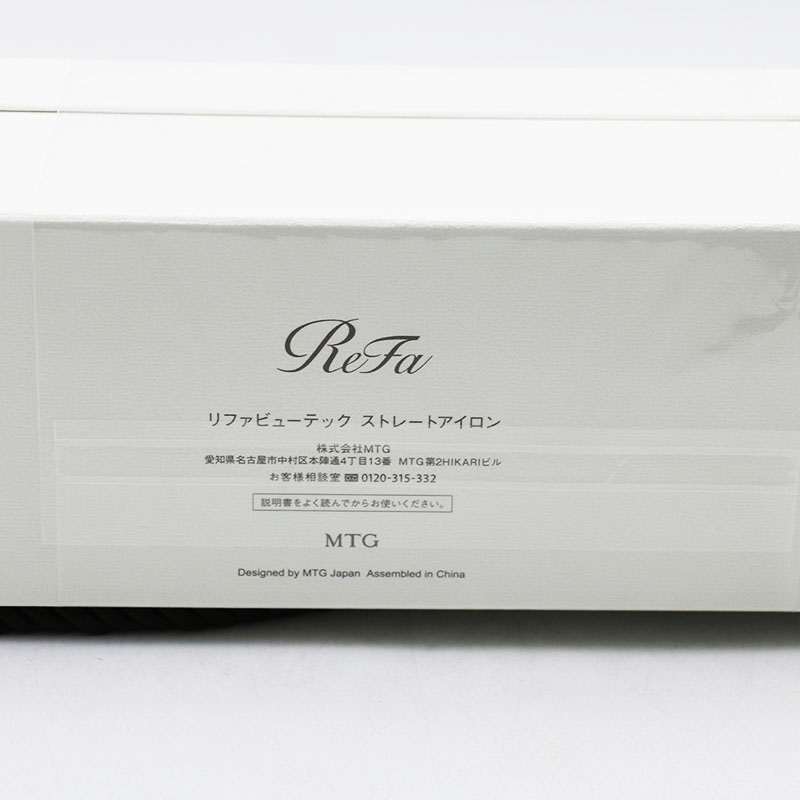 ReFa
リファビューテック ストレートアイロン
株式会社MTG
愛知県名古屋市中村区本陣通4丁目13番 MTG第2HIKARIビル
お客様相談室 0120-315-332
説明書をよく読んでからお使いください。
MTG
Designed by MTG Japan Assembled in China